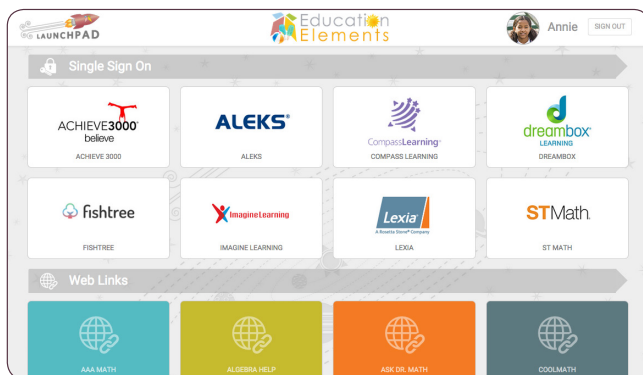 LAUNCHPAD
Education
Elements
Annie
SIGN OUT
Single Sign On
ACHIEVE3000®
believe
ACHIEVE 3000
ALEKS®
ALEKS
CompassLearning™
COMPASS LEARNING
dreambox
LEARNING
DREAMBOX
fishtree
FISHTREE
Imagine Learning
IMAGINE LEARNING
Lexia
A Rosetta Stone® Company
LEXIA
STMath
ST MATH
Web Links
AAA MATH
ALGEBRA HELP
ASK DR. MATH
COOLMATH